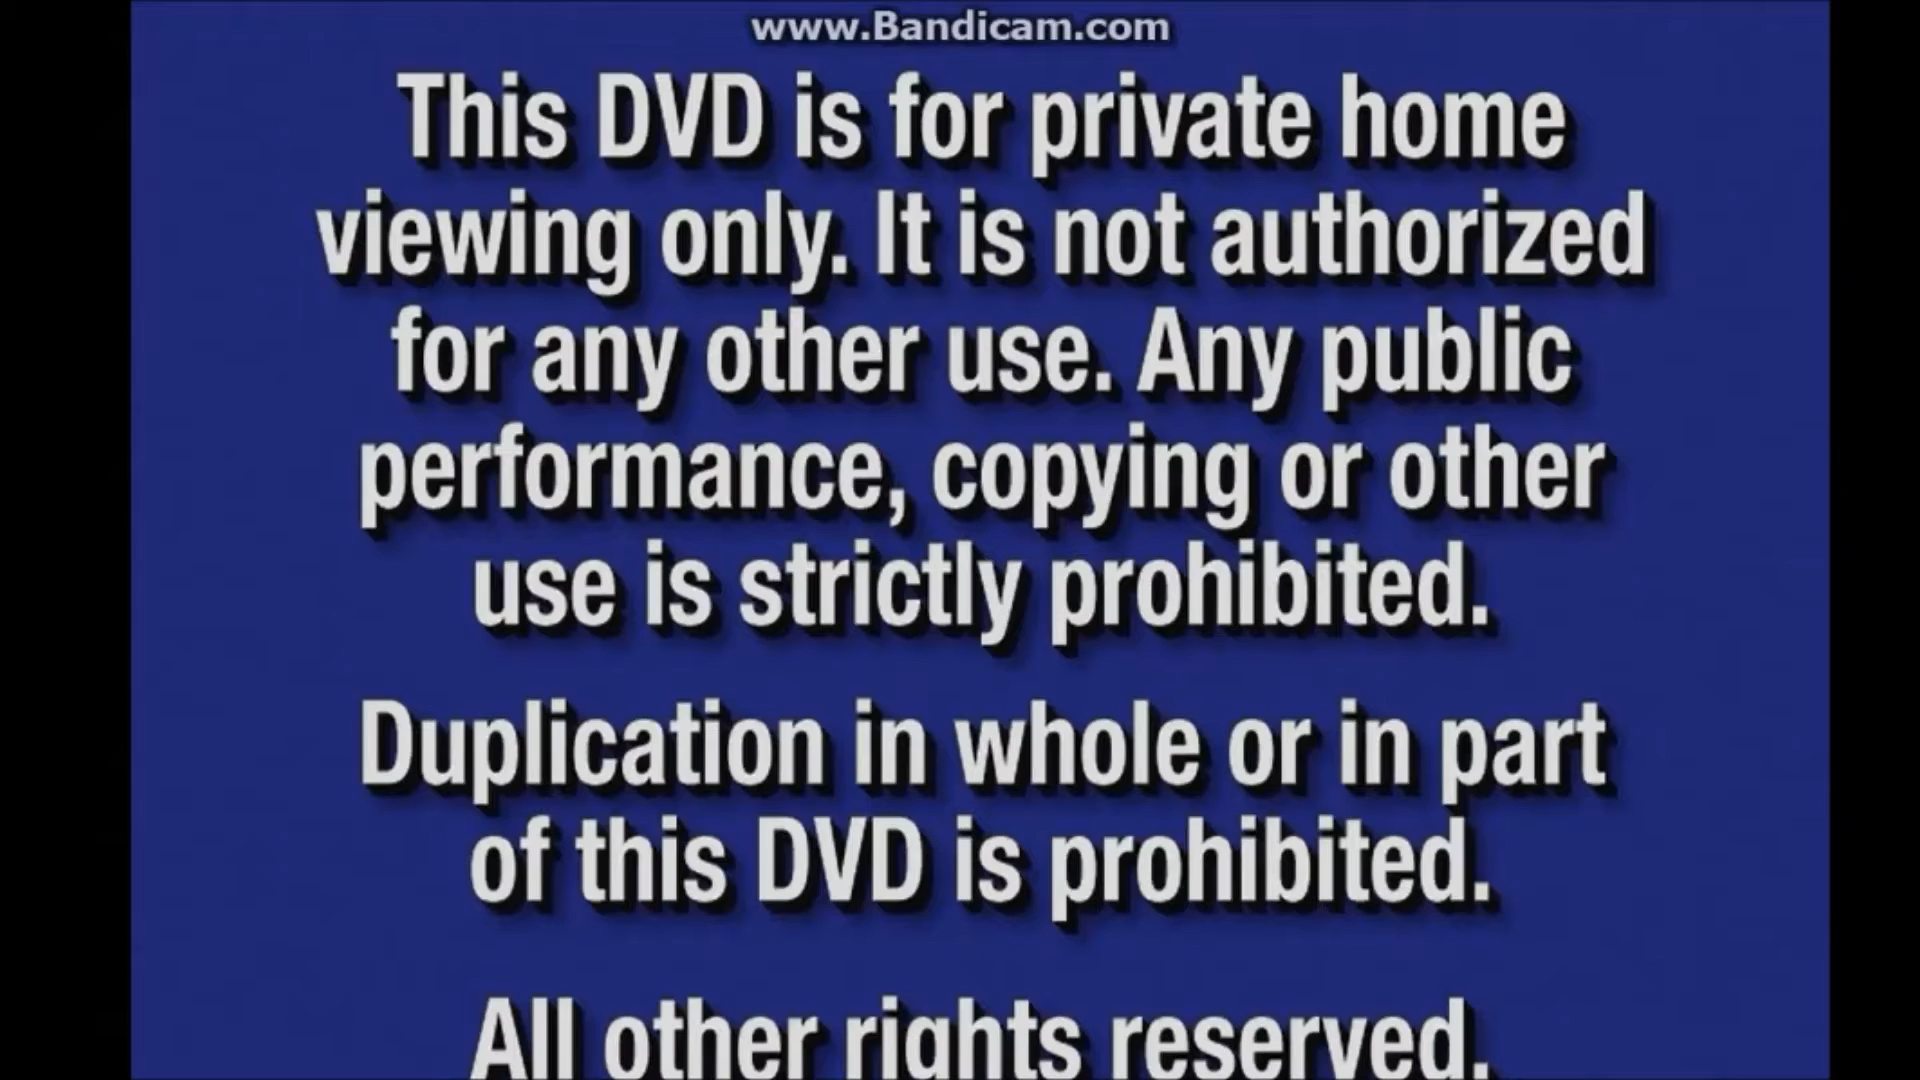 www.Bandicam.com
This DVD is for private home
viewing only. It is not authorized
for any other use. Any public
performance, copying or other
use is strictly prohibited.
Duplication in whole or in part
of this DVD is prohibited.
All other rights reserved.